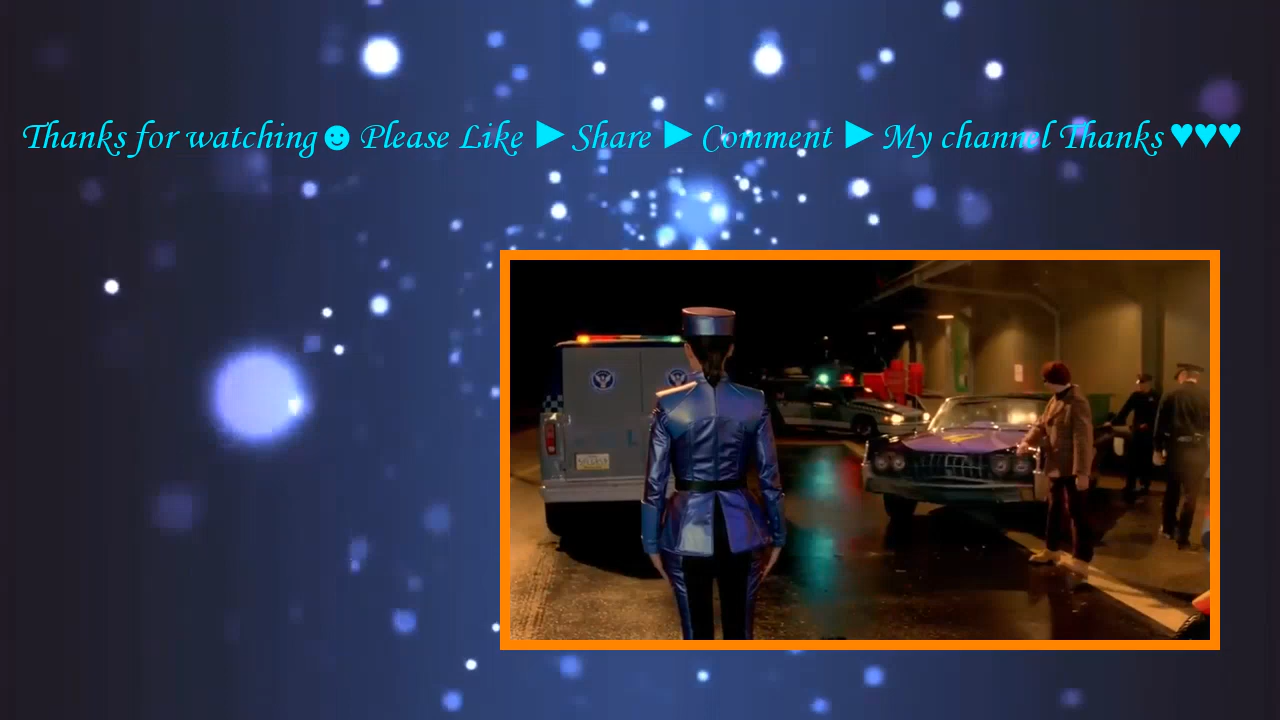 Thanks for watching☻ Please Like ► Share ► Comment ► My channel Thanks ♥♥♥